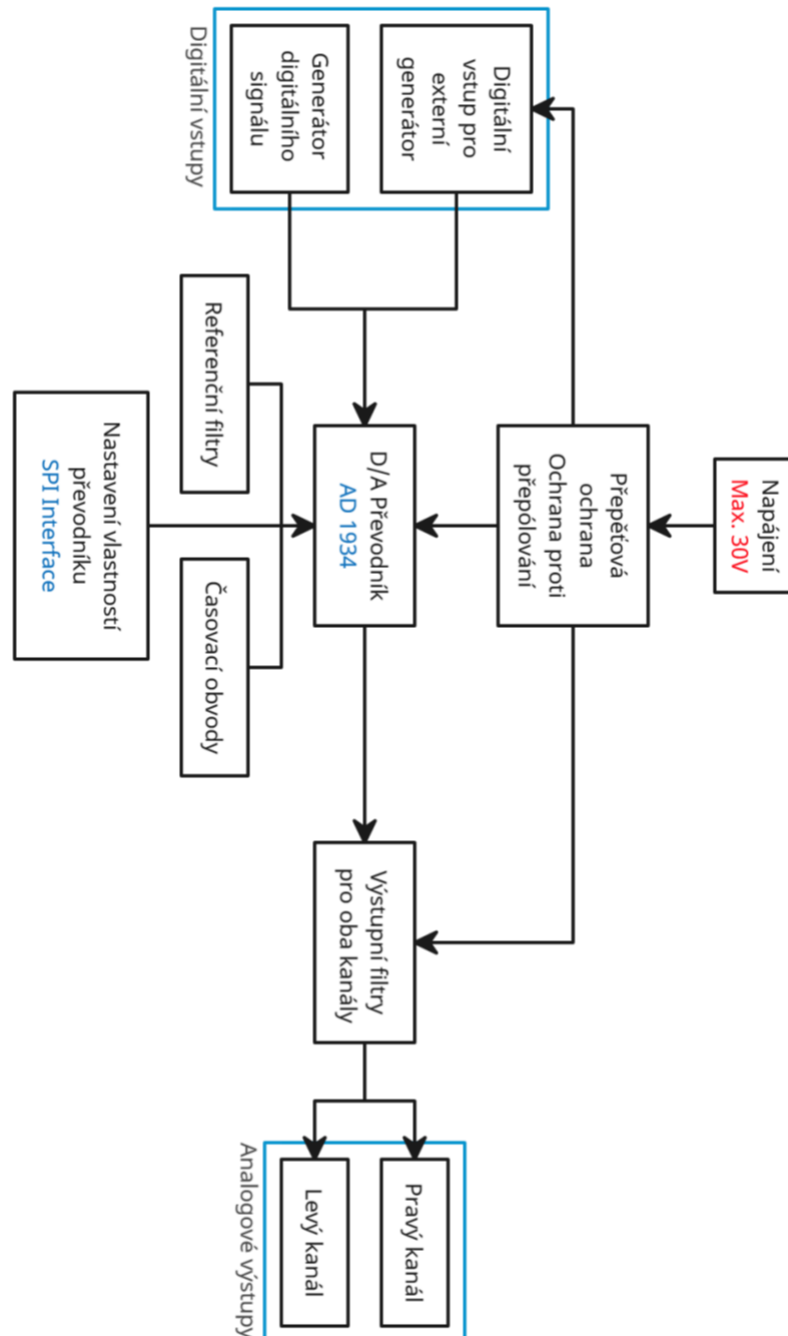 Napájení
Max. 30V
Přepěťová
ochrana
Ochrana proti
přepólování
Digitální
vstup pro
externí
generátor
Generátor
digitálního
signálu
Digitální vstupy
D/A Převodník
AD 1934
Výstupní filtry
pro oba kanály
Pravý kanál
Levý kanál
Analogové výstupy
Referenční filtry
Časovací obvody
Nastavení vlastností
převodníku
SPI Interface